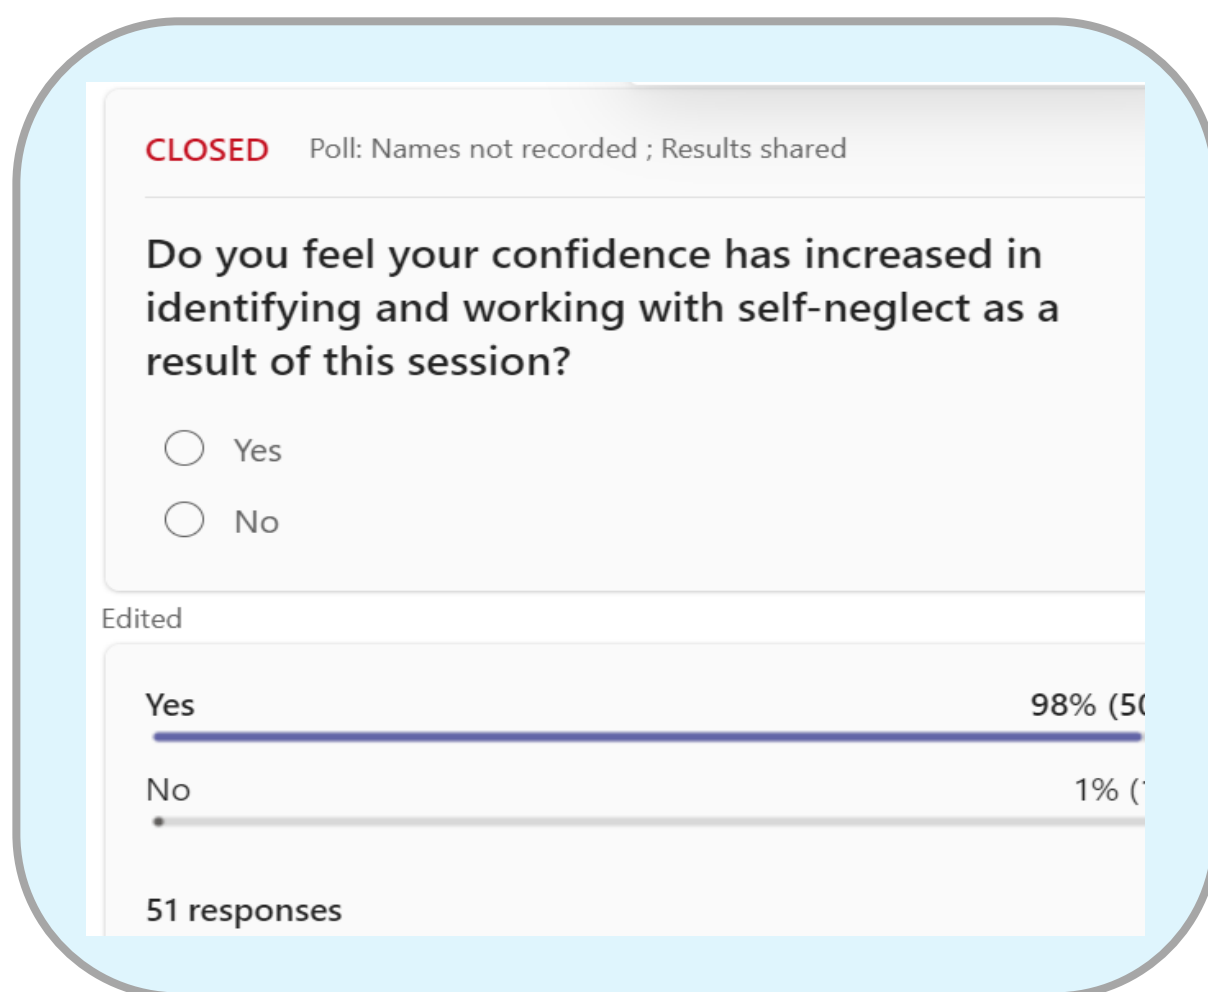 CLOSED Poll: Names not recorded ; Results shared
Do you feel your confidence has increased in
identifying and working with self-neglect as a
result of this session?
Yes
No
Edited
Yes 98% (50
No 1% (
51 responses